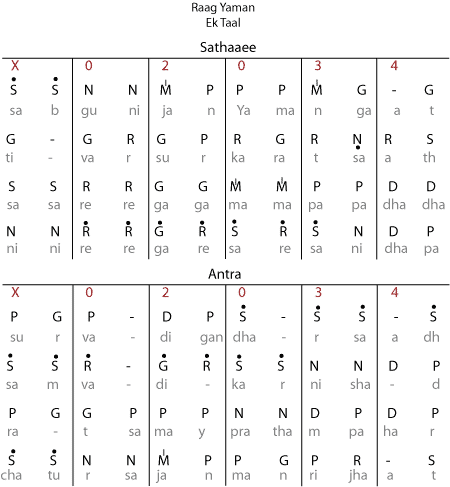 Raag Yaman
Ek Taal
Sathaaee
X 0 2 0 3 4
Ṡ Ṡ N N M̍ P P P M̍ G - G
sa b gu ni ja n Ya ma n ga a t
G - G R G P R G R Ṇ R S
ti - va r su r ka ra t sa a th
S S R R G G M̍ M̍ P P D D
sa sa re re ga ga ma ma pa pa dha dha
N N Ṙ Ṙ Ġ Ṙ Ṡ Ṙ Ṡ N D P
ni ni re re ga re sa re sa ni dha pa
Antra
X 0 2 0 3 4
P G P - D P Ṡ - Ṡ Ṡ - Ṡ
su r va - di gan dha - r sa a dh
Ṡ Ṡ Ṙ - Ġ Ṙ Ṡ Ṡ N N D P
sa m va - di - ka r ni sha - d
P G G P P P N N D P D P
ra - t sa ma y pra tha m pa ha r
Ṡ Ṡ N N M̍ P P G P R - S
cha tu r sa ja n ma n ri jha a t